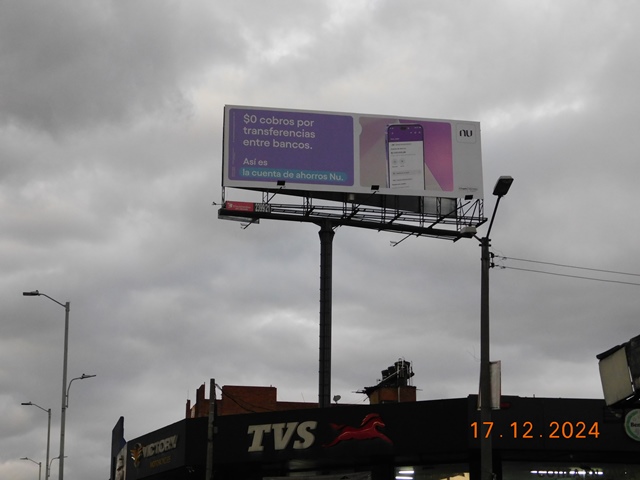 $0 cobros por
transferencias
entre bancos.
Así es
la cuenta de ahorros Nu.
nu
VICTORY
TVS
17.12.2024